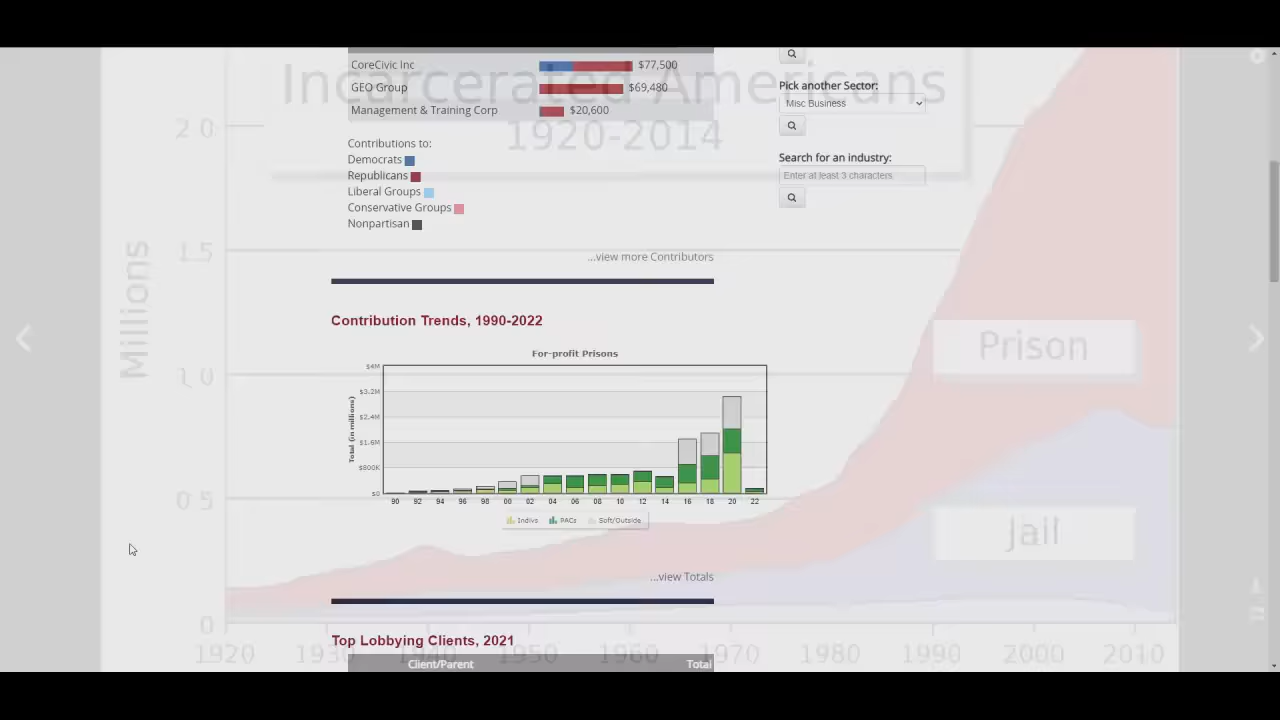 CoreCivic Inc $77,500
GEO Group $69,480
Management & Training Corp $20,600
Contributions to:
Democrats
Republicans
Liberal Groups
Conservative Groups
Nonpartisan
...view more Contributors
Contribution Trends, 1990-2022
For-profit Prisons
Total (in millions)
$4M
$3.2M
$2.4M
$1.6M
$800K
$0
90 92 94 96 98 00 02 04 06 08 10 12 14 16 18 20 22
Indivs PACs Soft/Outside
...view Totals
Top Lobbying Clients, 2021
Client/Parent Total
Pick another Sector:
Misc Business
Search for an industry:
Enter at least 3 characters
Incarcerated Americans
1920-2014
Millions
2.0
1.5
1.0
0.5
0
Prison
Jail
1920 1930 1940 1950 1960 1970 1980 1990 2000 2010